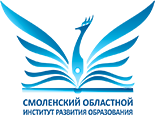 СМОЛЕНСКИЙ ОБЛАСТНОЙ
ИНСТИТУТ РАЗВИТИЯ ОБРАЗОВАНИЯ